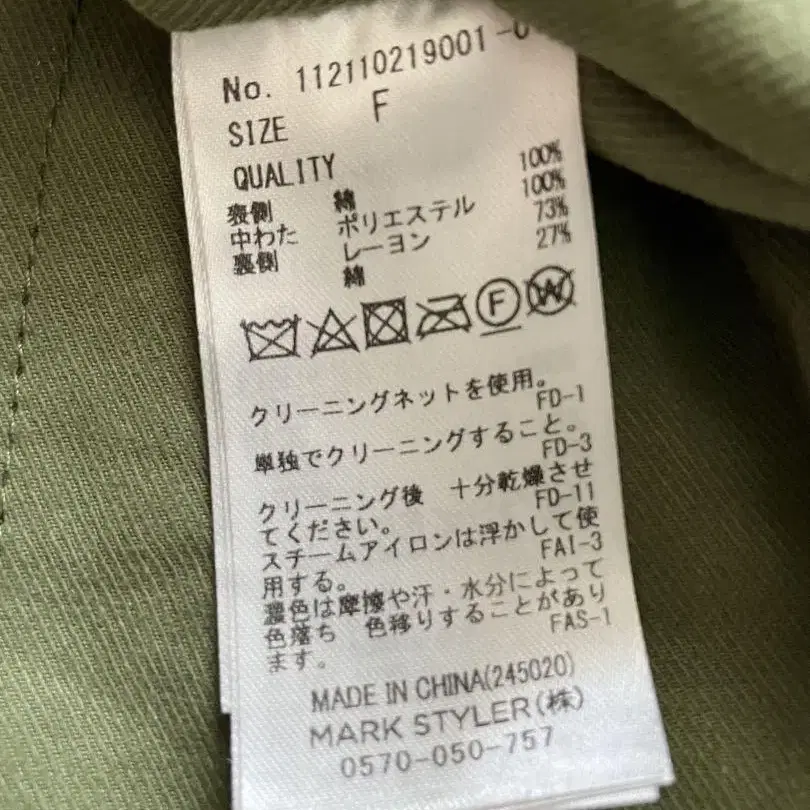 No. 112110219001-0
SIZE F
QUALITY
表側 綿 100%
中わた ポリエステル 100%
裏側 レーヨン 73%
綿 27%
F
W
クリーニングネットを使用。
FD-1
単独でクリーニングすること。
FD-3
クリーニング後 十分乾燥させ
FD-11
てください。
スチームアイロンは浮かして使
FAI-3
用する。
濃色は摩擦や汗・水分によって
色落ち 色移りすることがあり
FAS-1
ます。
MADE IN CHINA(245020)
MARK STYLER(株)
0570-050-757